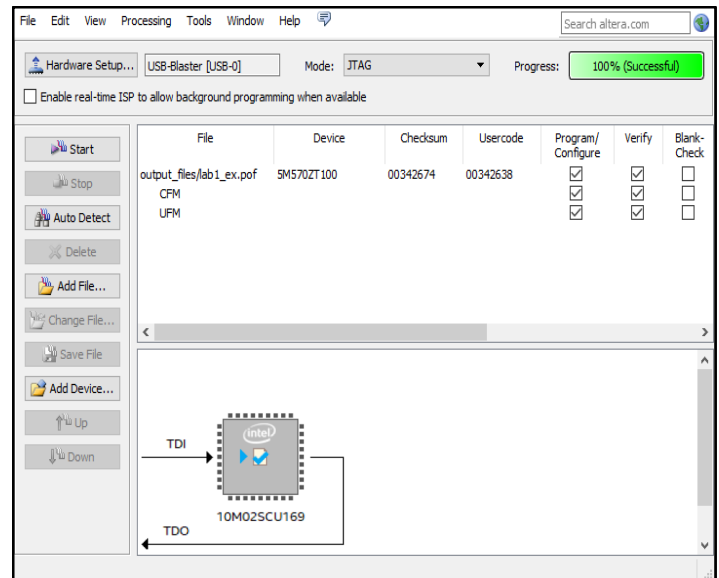 File Edit View Processing Tools Window Help Search altera.com
Hardware Setup... USB-Blaster [USB-0] Mode: JTAG Progress: 100% (Successful)
Enable real-time ISP to allow background programming when available
Start
Stop
Auto Detect
Delete
Add File...
Change File...
Save File
Add Device...
Up
Down
File Device Checksum Usercode Program/ Verify Blank-
Configure Check
output_files/lab1_ex.pof 5M570ZT100 00342674 00342638
CFM
UFM
intel
TDI
10M02SCU169
TDO